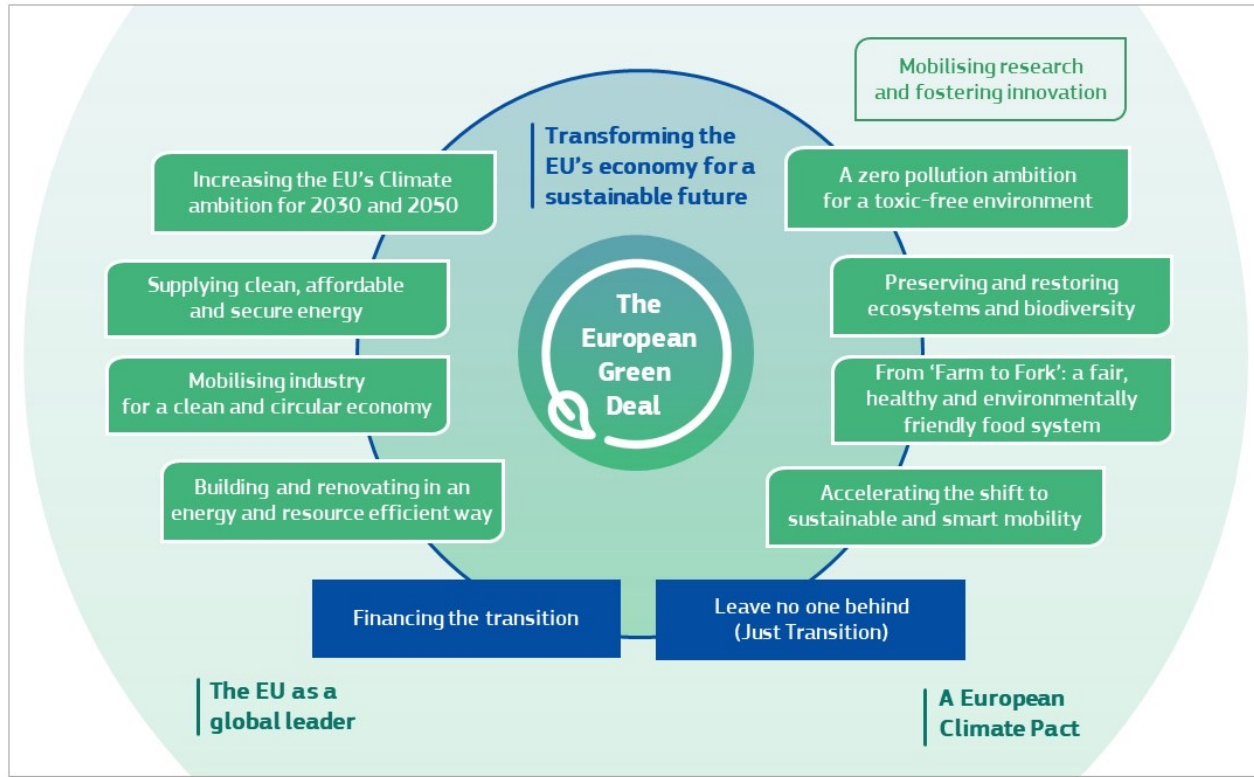 Mobilising research
and fostering innovation
Transforming the
EU's economy for a
sustainable future
Increasing the EU's Climate
ambition for 2030 and 2050
A zero pollution ambition
for a toxic-free environment
Supplying clean, affordable
and secure energy
Preserving and restoring
ecosystems and biodiversity
The
European
Green
Deal
Mobilising industry
for a clean and circular economy
From ‘Farm to Fork’: a fair,
healthy and environmentally
friendly food system
Building and renovating in an
energy and resource efficient way
Accelerating the shift to
sustainable and smart mobility
Financing the transition
Leave no one behind
(Just Transition)
The EU as a
global leader
A European
Climate Pact